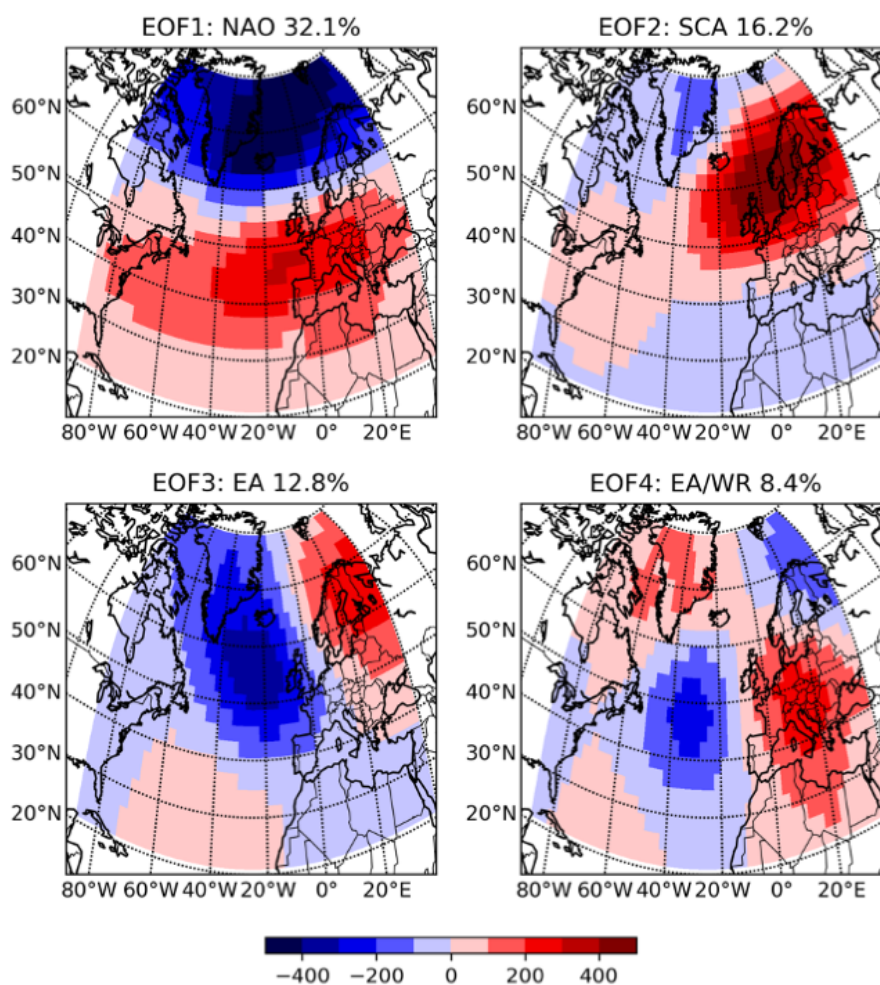 EOF1: NAO 32.1%
EOF2: SCA 16.2%
60°N
50°N
40°N
30°N
20°N
80°W 60°W 40°W 20°W 0° 20°E
60°N
50°N
40°N
30°N
20°N
80°W 60°W 40°W 20°W 0° 20°E
EOF3: EA 12.8%
EOF4: EA/WR 8.4%
60°N
50°N
40°N
30°N
20°N
80°W 60°W 40°W 20°W 0° 20°E
60°N
50°N
40°N
30°N
20°N
80°W 60°W 40°W 20°W 0° 20°E
−400 −200 0 200 400